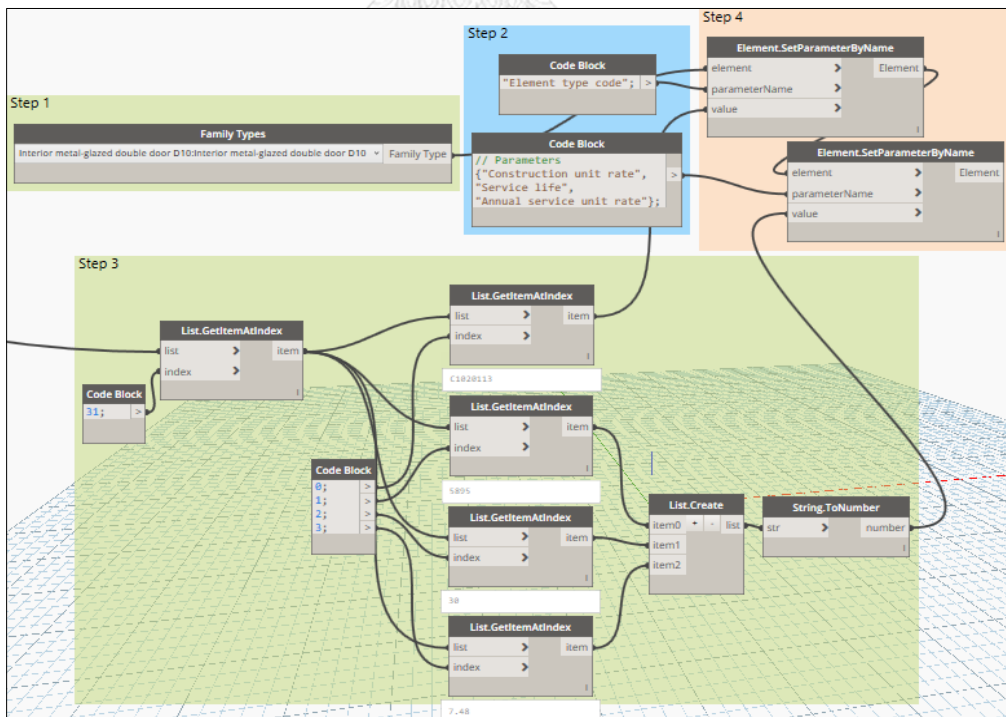 Step 1
Family Types
Interior metal-glazed double door D10:Interior metal-glazed double door D10
Family Type
Step 2
Code Block
"Element type code";
>
Code Block
// Parameters
{"Construction unit rate",
"Service life",
"Annual service unit rate"};
>
Step 4
Element.SetParameterByName
element > Element
parameterName >
value >
Element.SetParameterByName
element > Element
parameterName >
value >
Step 3
List.GetItemAtIndex
list > item
index >
Code Block
31; >
List.GetItemAtIndex
list > item
index >
C1020113
List.GetItemAtIndex
list > item
index >
5895
Code Block
0; >
1; >
2; >
3; >
List.GetItemAtIndex
list > item
index >
30
List.GetItemAtIndex
list > item
index >
7.48
List.Create
item0 + - list
item1
item2
String.ToNumber
str > number